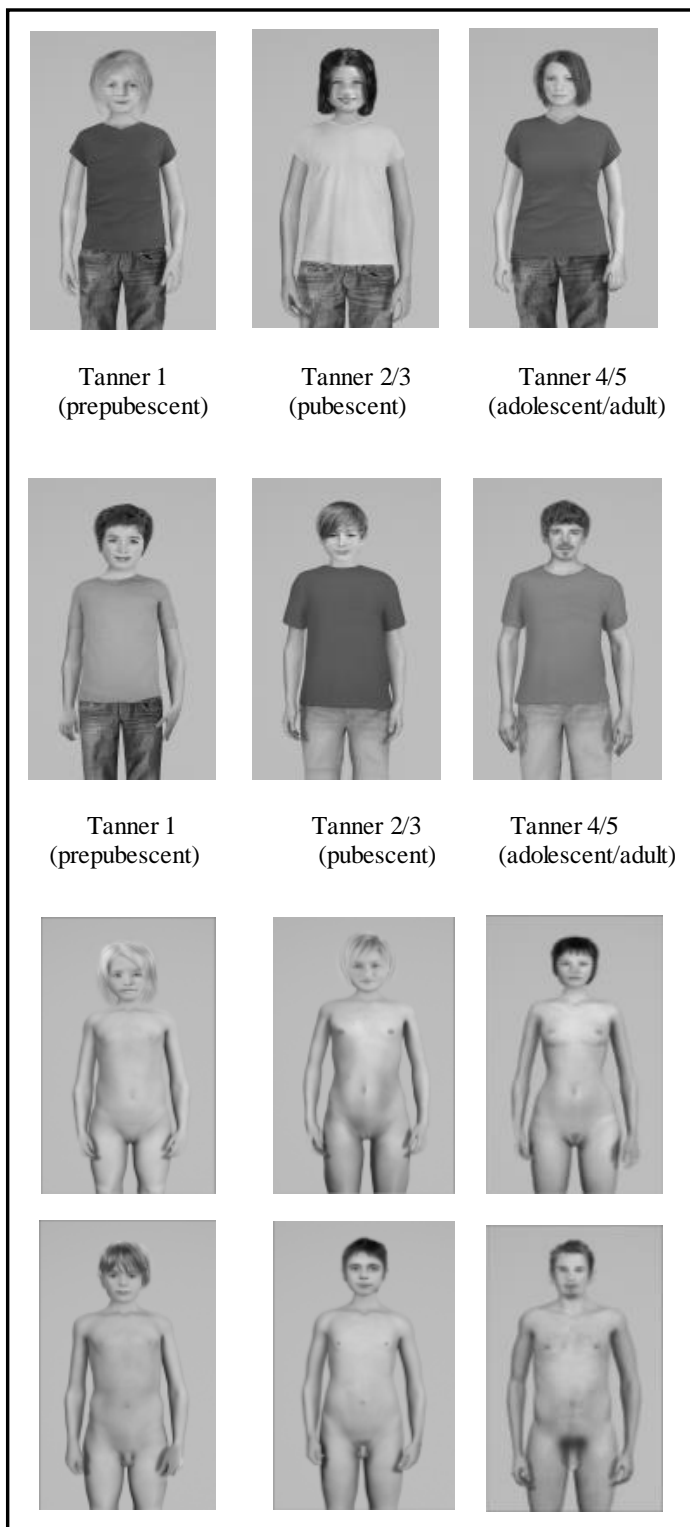 Tanner 1
(prepubescent)
Tanner 2/3
(pubescent)
Tanner 4/5
(adolescent/adult)
Tanner 1
(prepubescent)
Tanner 2/3
(pubescent)
Tanner 4/5
(adolescent/adult)